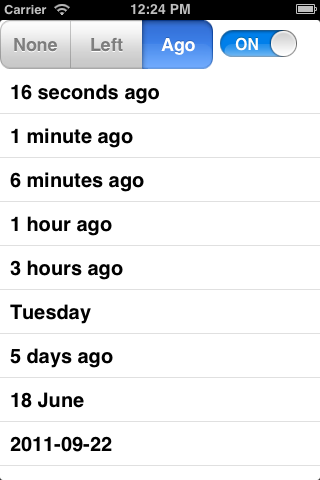 Carrier 12:24 PM
None Left Ago ON
16 seconds ago
1 minute ago
6 minutes ago
1 hour ago
3 hours ago
Tuesday
5 days ago
18 June
2011-09-22